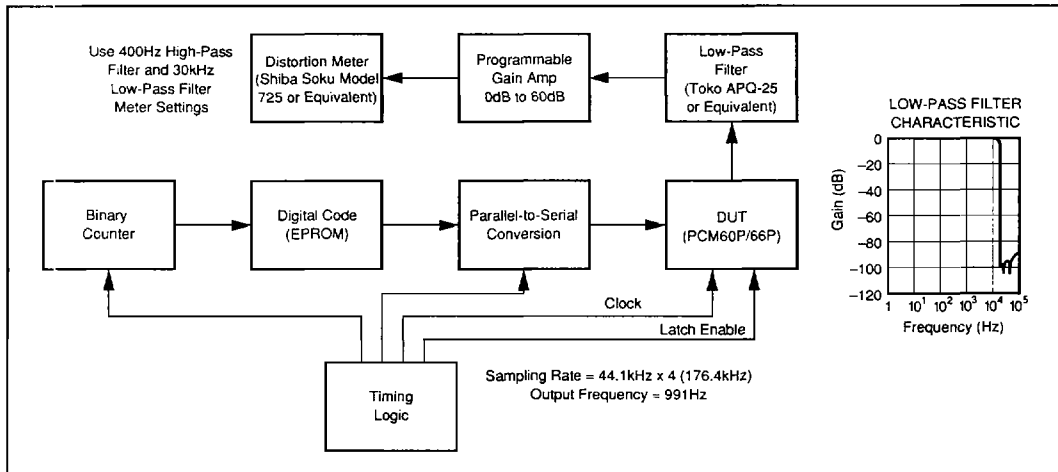 Use 400Hz High-Pass
Filter and 30kHz
Low-Pass Filter
Meter Settings
Distortion Meter
(Shiba Soku Model
725 or Equivalent)
Programmable
Gain Amp
0dB to 60dB
Low-Pass
Filter
(Toko APQ-25
or Equivalent)
Binary
Counter
Digital Code
(EPROM)
Parallel-to-Serial
Conversion
DUT
(PCM60P/66P)
Clock
Latch Enable
Timing
Logic
Sampling Rate = 44.1kHz x 4 (176.4kHz)
Output Frequency = 991Hz
LOW-PASS FILTER
CHARACTERISTIC
Gain (dB)
0
−20
−40
−60
−80
−100
−120
1 10¹ 10² 10³ 10⁴ 10⁵
Frequency (Hz)